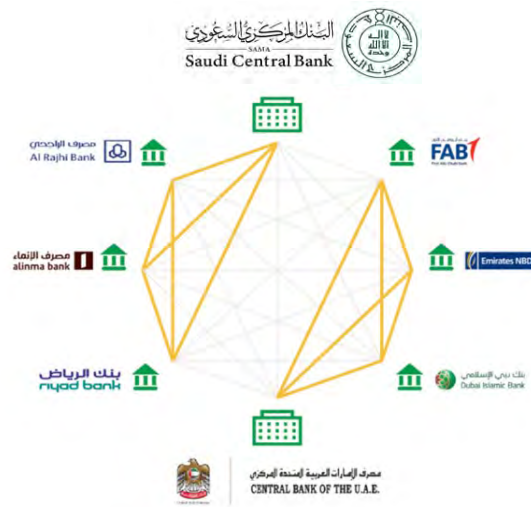 البنك المركزي السعودي
SAMA
Saudi Central Bank
مصرف الراجحي
Al Rajhi Bank
FAB
مصرف الإنماء
alinma bank
Emirates NBD
بنك الرياض
riyad bank
بنك دبي الإسلامي
Dubai Islamic Bank
مصرف الإمارات العربية المتحدة المركزي
CENTRAL BANK OF THE U.A.E.